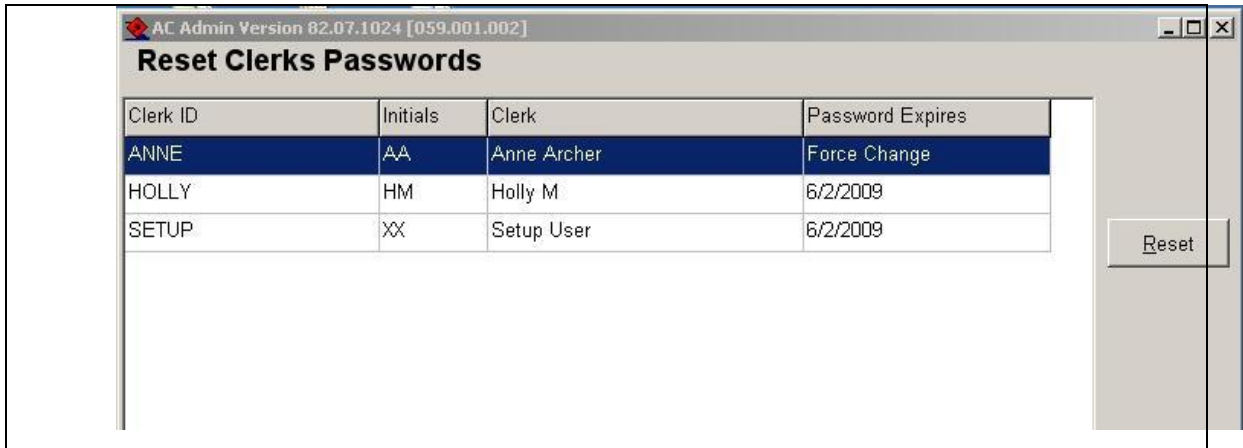 AC Admin Version 82.07.1024 [059.001.002]
Reset Clerks Passwords
Clerk ID Initials Clerk Password Expires
ANNE AA Anne Archer Force Change
HOLLY HM Holly M 6/2/2009
SETUP XX Setup User 6/2/2009
Reset